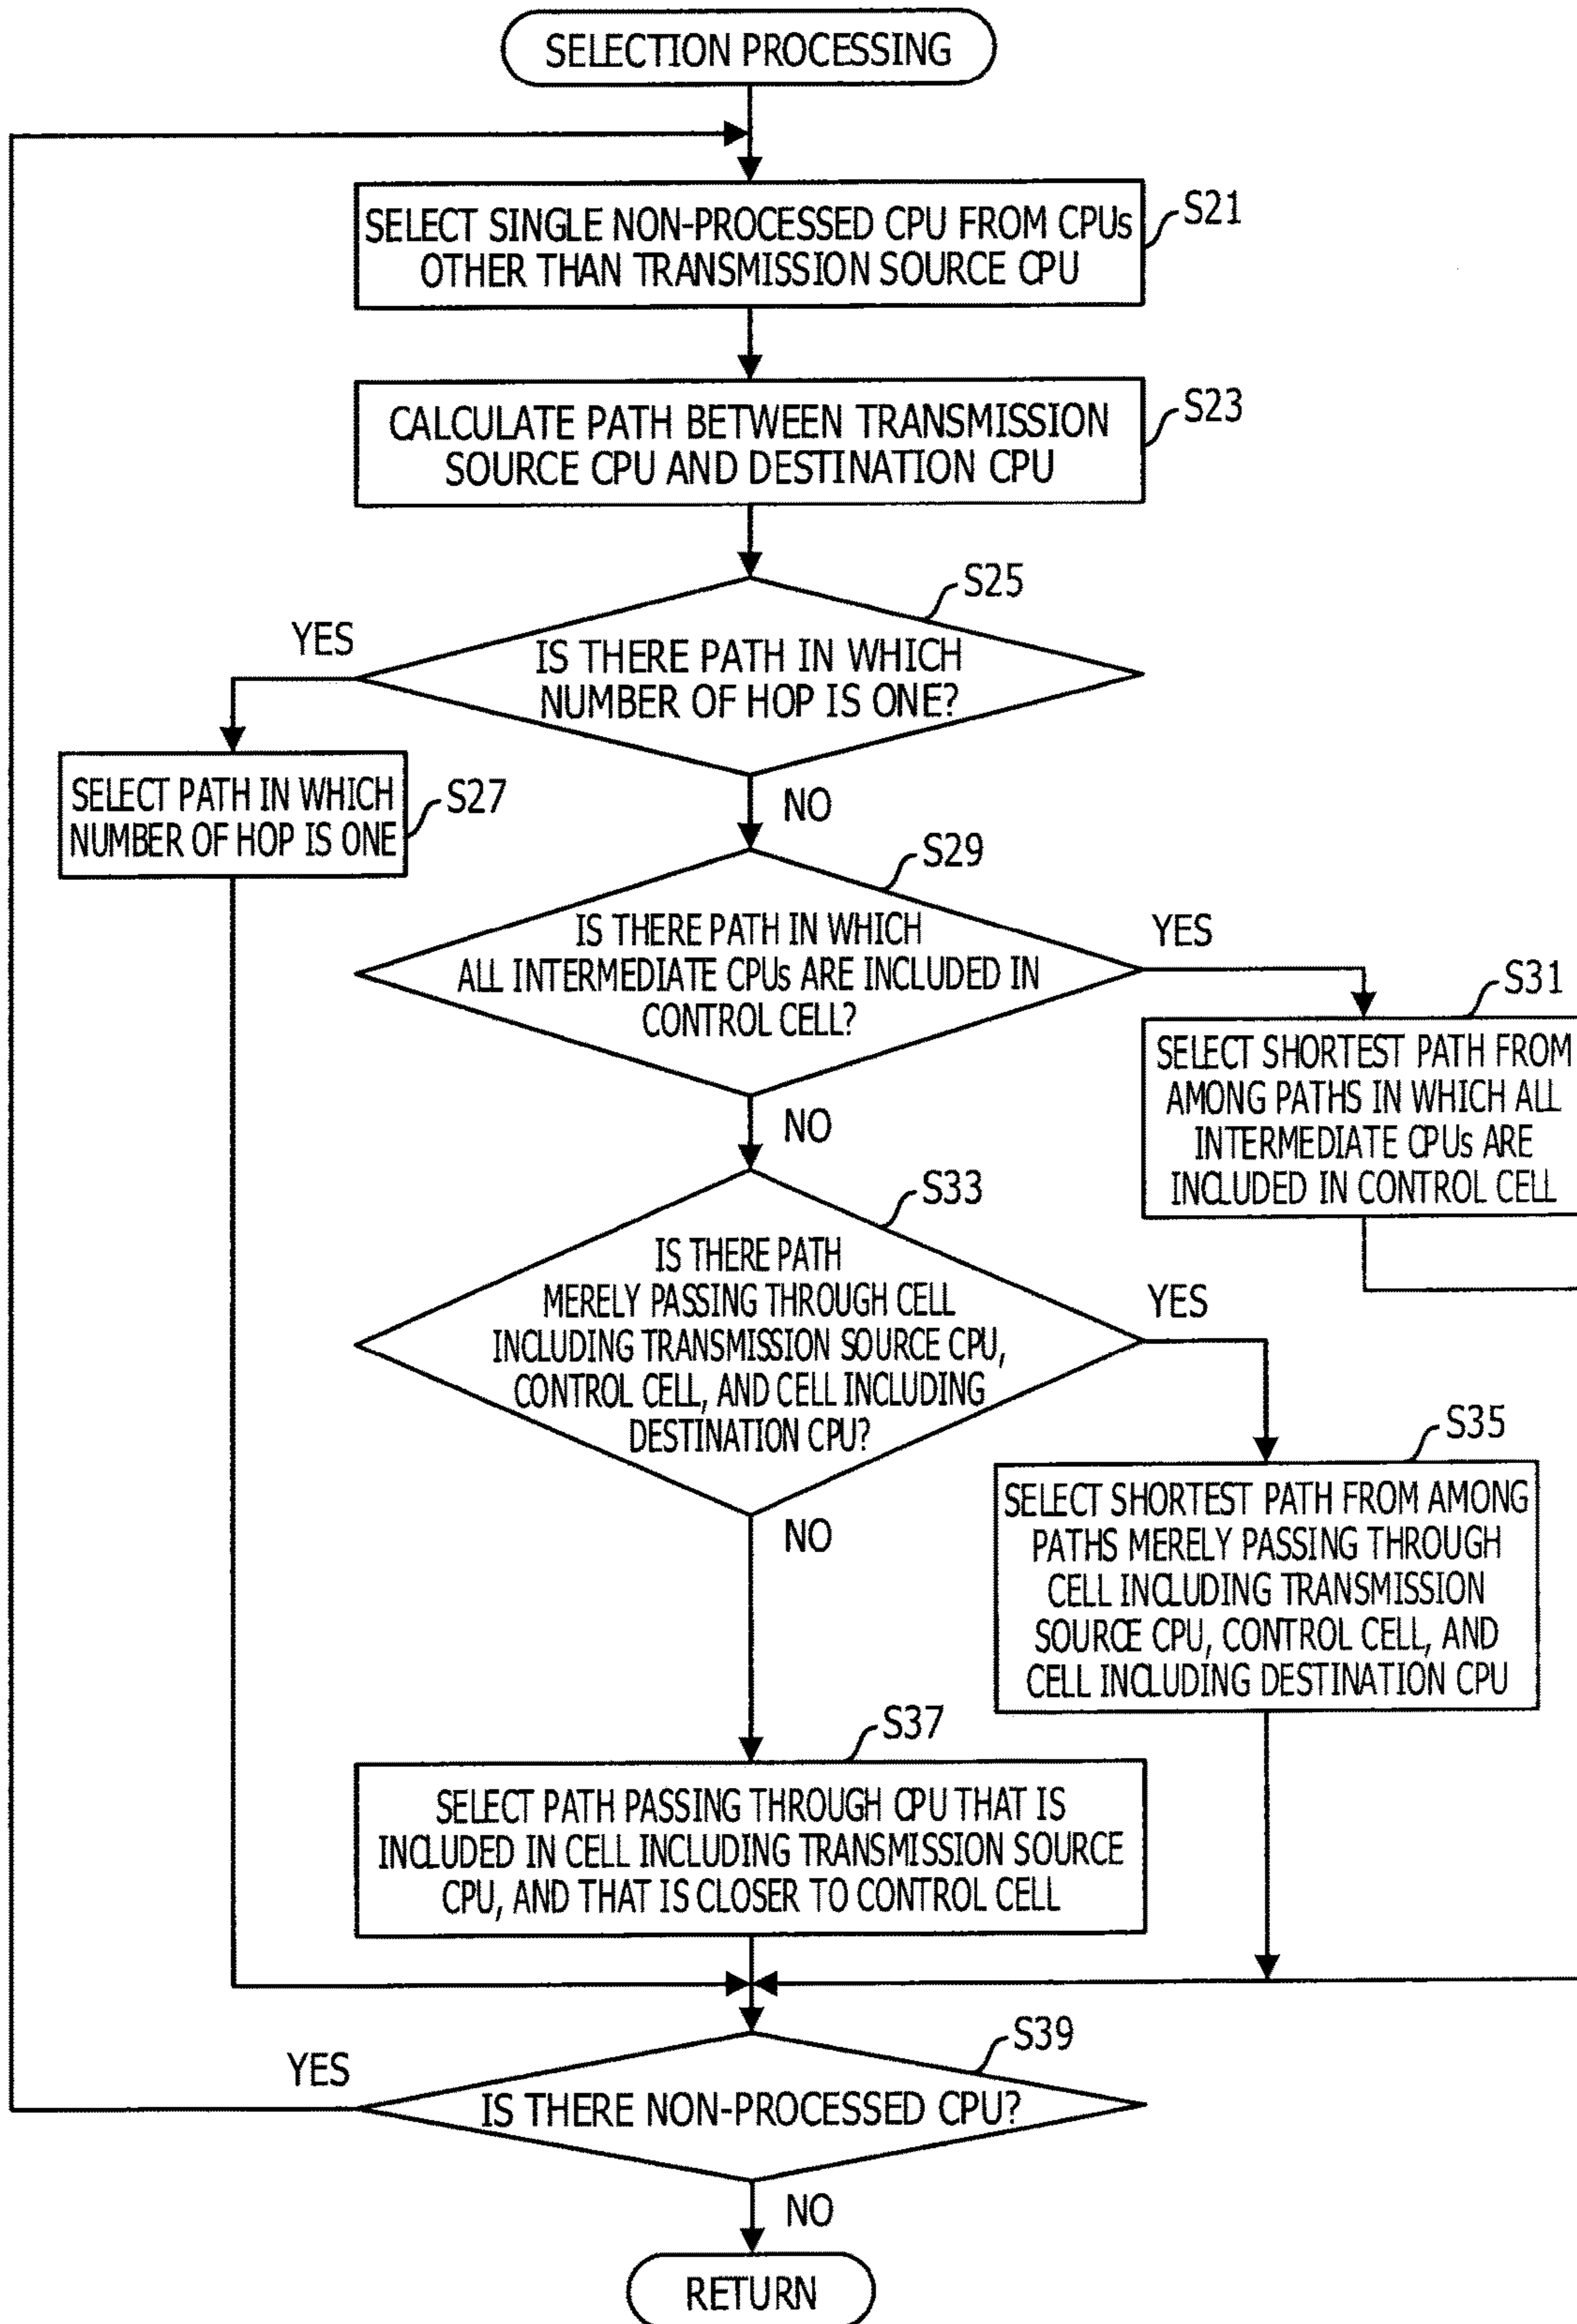 SELECTION PROCESSING
SELECT SINGLE NON-PROCESSED CPU FROM CPUs
OTHER THAN TRANSMISSION SOURCE CPU
S21
CALCULATE PATH BETWEEN TRANSMISSION
SOURCE CPU AND DESTINATION CPU
S23
S25
YES
IS THERE PATH IN WHICH
NUMBER OF HOP IS ONE?
SELECT PATH IN WHICH
NUMBER OF HOP IS ONE
S27
NO
S29
IS THERE PATH IN WHICH
ALL INTERMEDIATE CPUs ARE INCLUDED IN
CONTROL CELL?
YES
S31
SELECT SHORTEST PATH FROM
AMONG PATHS IN WHICH ALL
INTERMEDIATE CPUs ARE
INCLUDED IN CONTROL CELL
NO
S33
IS THERE PATH
MERELY PASSING THROUGH CELL
INCLUDING TRANSMISSION SOURCE CPU,
CONTROL CELL, AND CELL INCLUDING
DESTINATION CPU?
YES
S35
SELECT SHORTEST PATH FROM AMONG
PATHS MERELY PASSING THROUGH
CELL INCLUDING TRANSMISSION
SOURCE CPU, CONTROL CELL, AND
CELL INCLUDING DESTINATION CPU
NO
S37
SELECT PATH PASSING THROUGH CPU THAT IS
INCLUDED IN CELL INCLUDING TRANSMISSION SOURCE
CPU, AND THAT IS CLOSER TO CONTROL CELL
S39
YES
IS THERE NON-PROCESSED CPU?
NO
RETURN